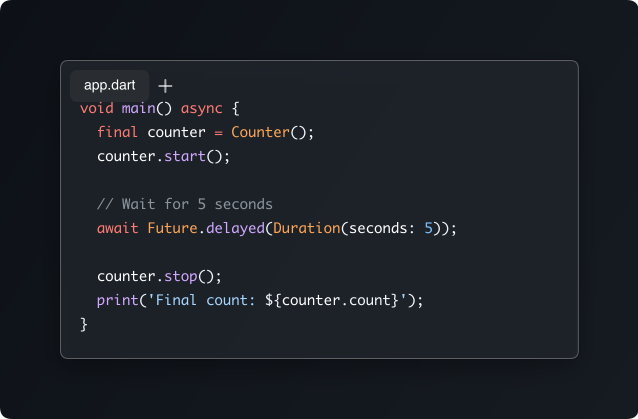 app.dart +
void main() async {
  final counter = Counter();
  counter.start();

  // Wait for 5 seconds
  await Future.delayed(Duration(seconds: 5));

  counter.stop();
  print('Final count: ${counter.count}');
}